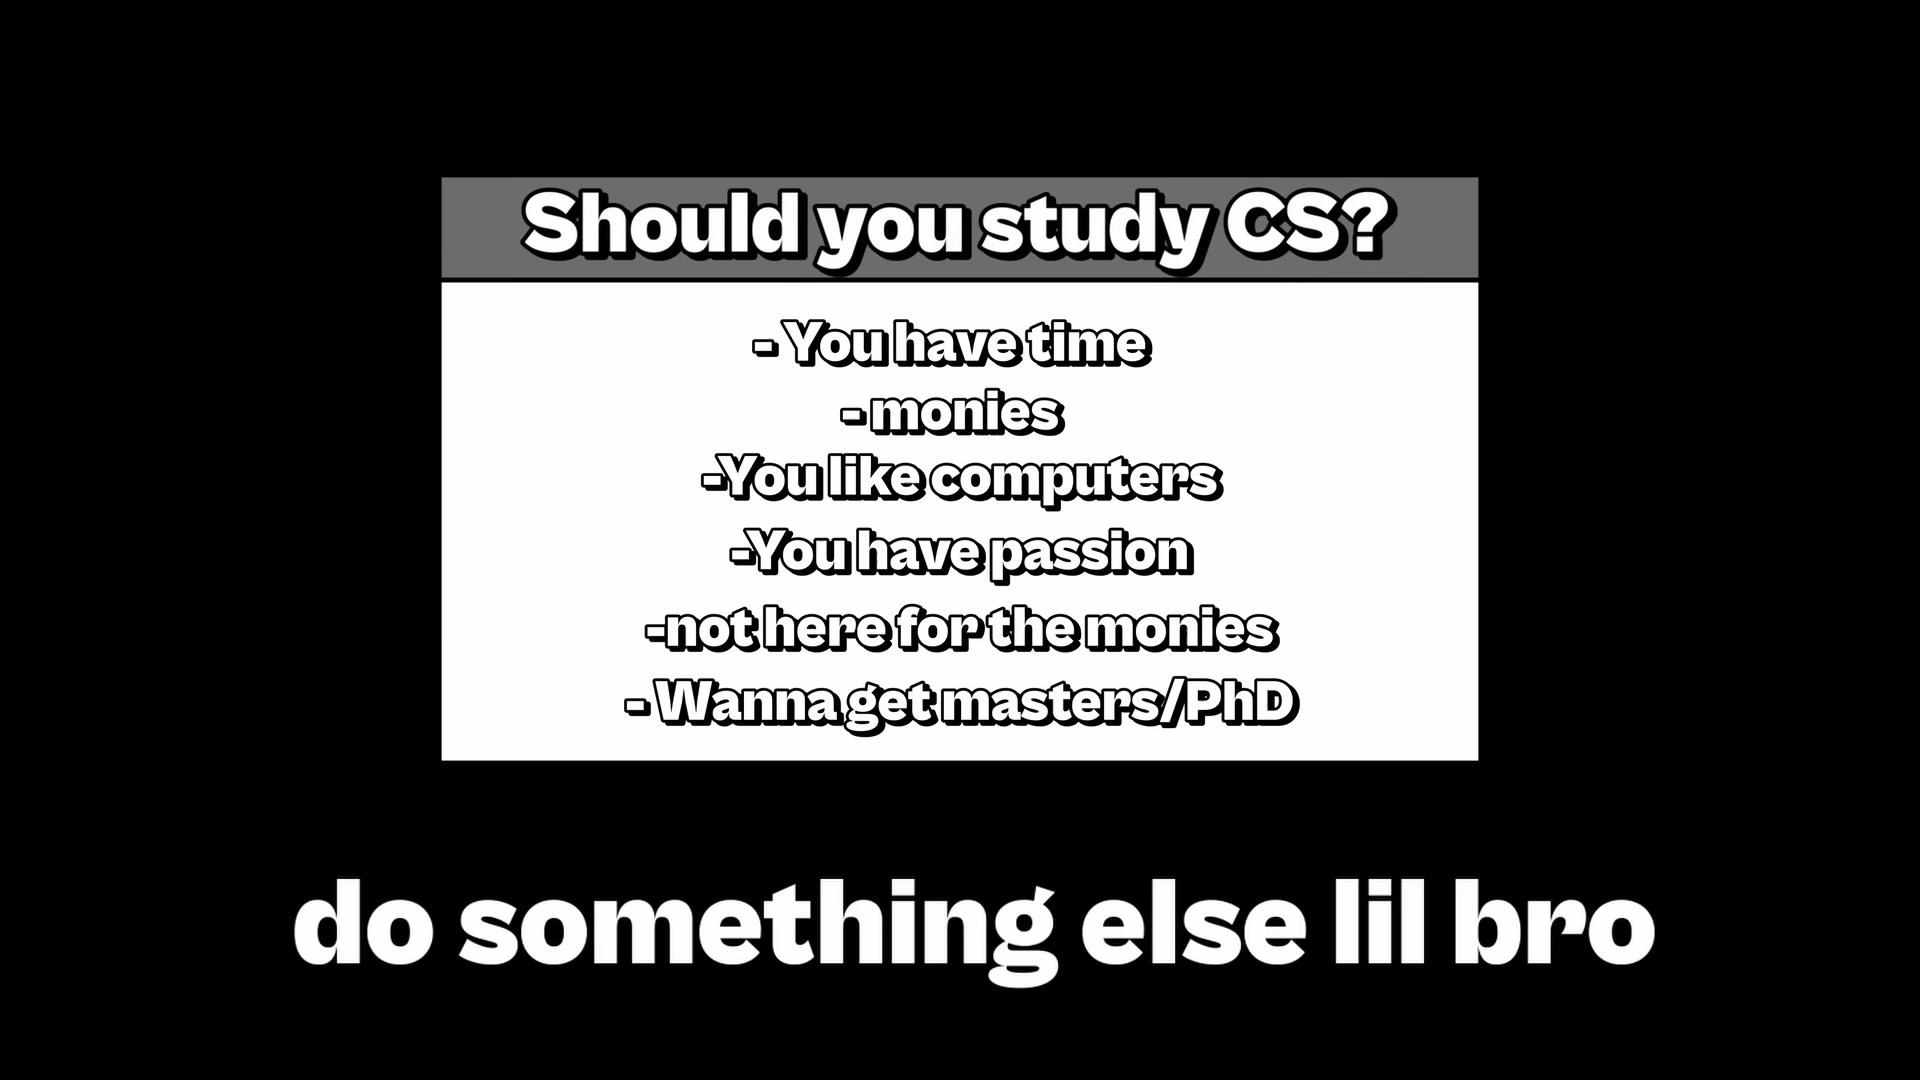 Should you study CS?
- You have time
- monies
-You like computers
-You have passion
-not here for the monies
- Wanna get masters/PhD
do something else lil bro